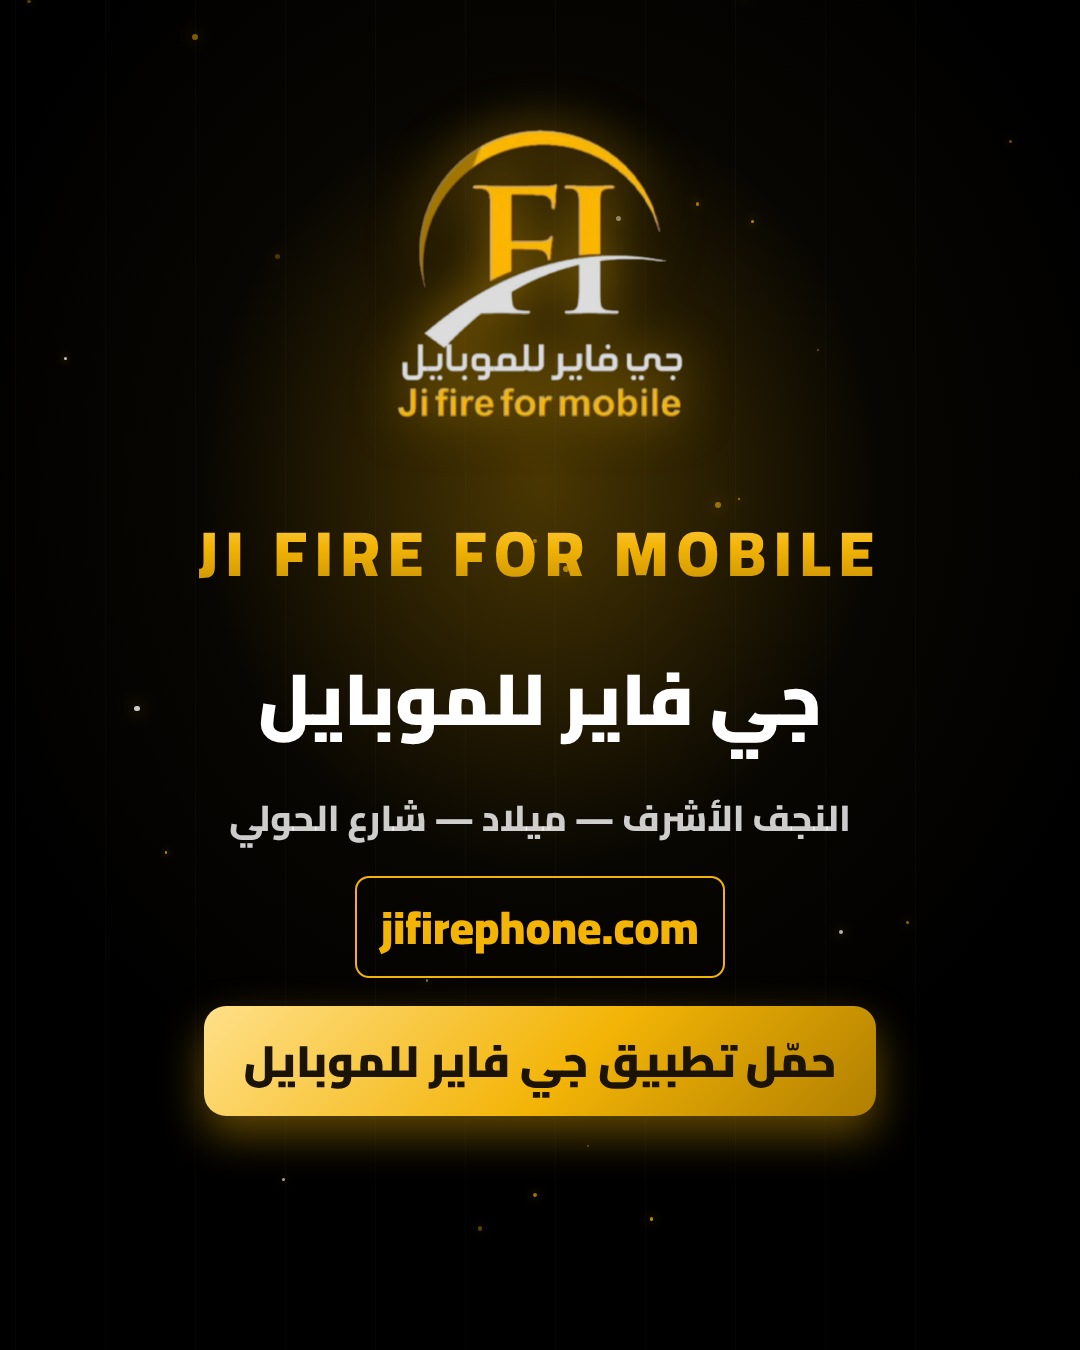 FI
جي فاير للموبايل
Ji fire for mobile
JI FIRE FOR MOBILE
جي فاير للموبايل
النجف الأشرف — ميلاد — شارع الحولي
jifirephone.com
حمّل تطبيق جي فاير للموبايل